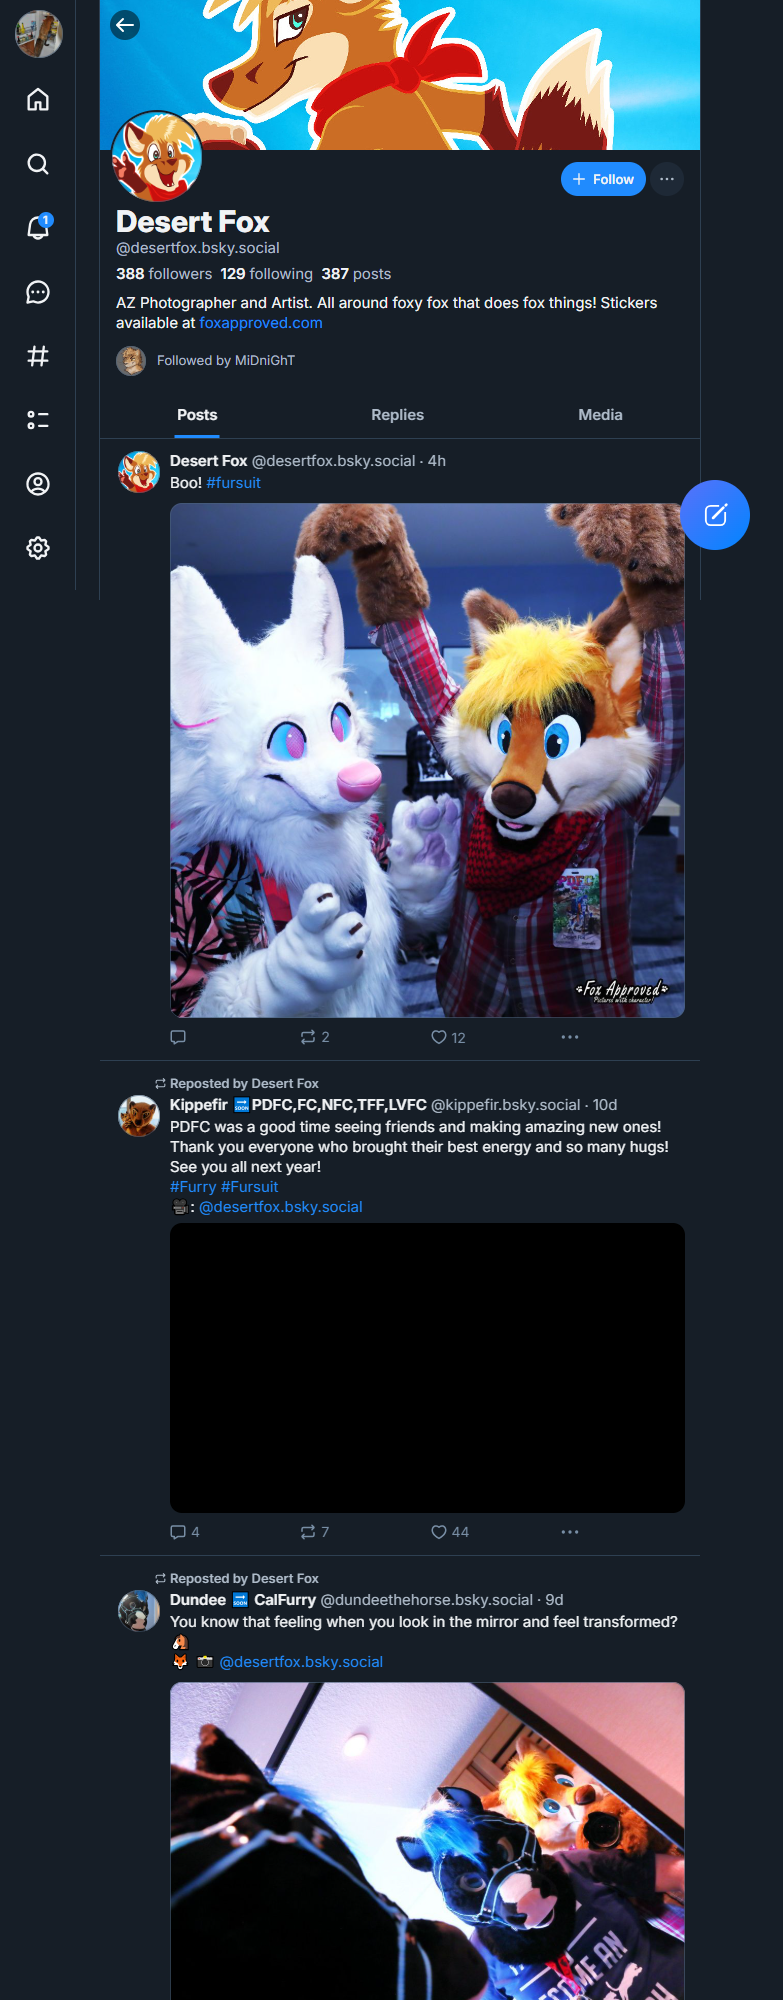 + Follow
Desert Fox
@desertfox.bsky.social
388 followers 129 following 387 posts
AZ Photographer and Artist. All around foxy fox that does fox things! Stickers
available at foxapproved.com
Followed by MiDniGhT
Posts Replies Media
1
Desert Fox @desertfox.bsky.social · 4h
Boo! #fursuit
PDFC
Fox Approved
Pictures with character!
2 12
Reposted by Desert Fox
Kippefir 🔜PDFC,FC,NFC,TFF,LVFC @kippefir.bsky.social · 10d
PDFC was a good time seeing friends and making amazing new ones!
Thank you everyone who brought their best energy and so many hugs!
See you all next year!
#Furry #Fursuit
🎥: @desertfox.bsky.social
4 7 44
Reposted by Desert Fox
Dundee 🔜 CalFurry @dundeethehorse.bsky.social · 9d
You know that feeling when you look in the mirror and feel transformed?
🐴
🦊 📸 @desertfox.bsky.social